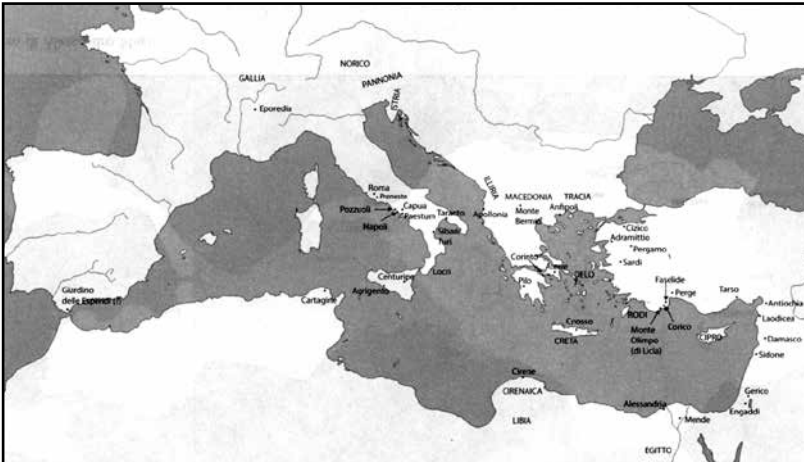 NORICO
GALLIA
PANNONIA
ISTRIA
Eporedia
ILLIRIA
Roma
Preneste
MACEDONIA
TRACIA
Pozzuoli
Capua
Paestum
Taranto
Apollonia
Monte
Bermio
Anfipoli
Napoli
Sibari
Turi
Cizico
Adramittio
Pergamo
Corinto
Atene
Sardi
Locri
Centuripe
DELO
Pilo
Faselide
Giardino
delle Esperidi
Cartagine
Agrigento
Perge
Tarso
Antiochia
RODI
Laodicea
Cnosso
CRETA
Monte
Olimpo
(di Licia)
Corico
CIPRO
Damasco
Sidone
Cirene
CIRENAICA
Gerico
Alessandria
Engaddi
LIBIA
Mende
EGITTO